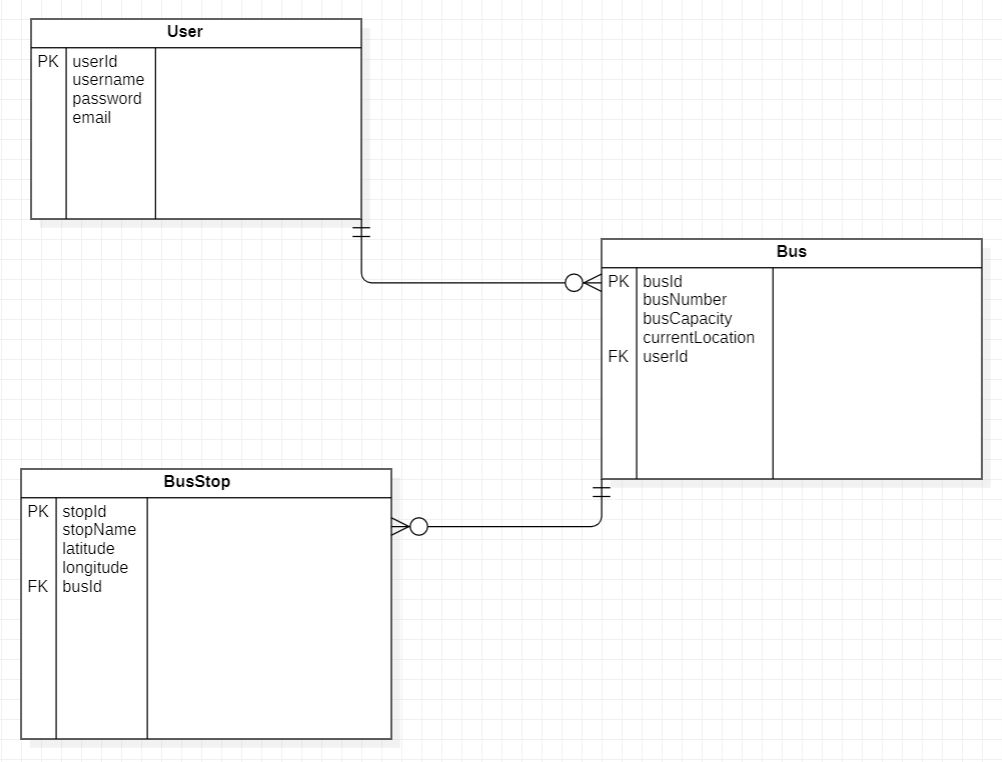 User
PK userId
username
password
email
Bus
PK busId
busNumber
busCapacity
currentLocation
FK userId
BusStop
PK stopId
stopName
latitude
longitude
FK busId